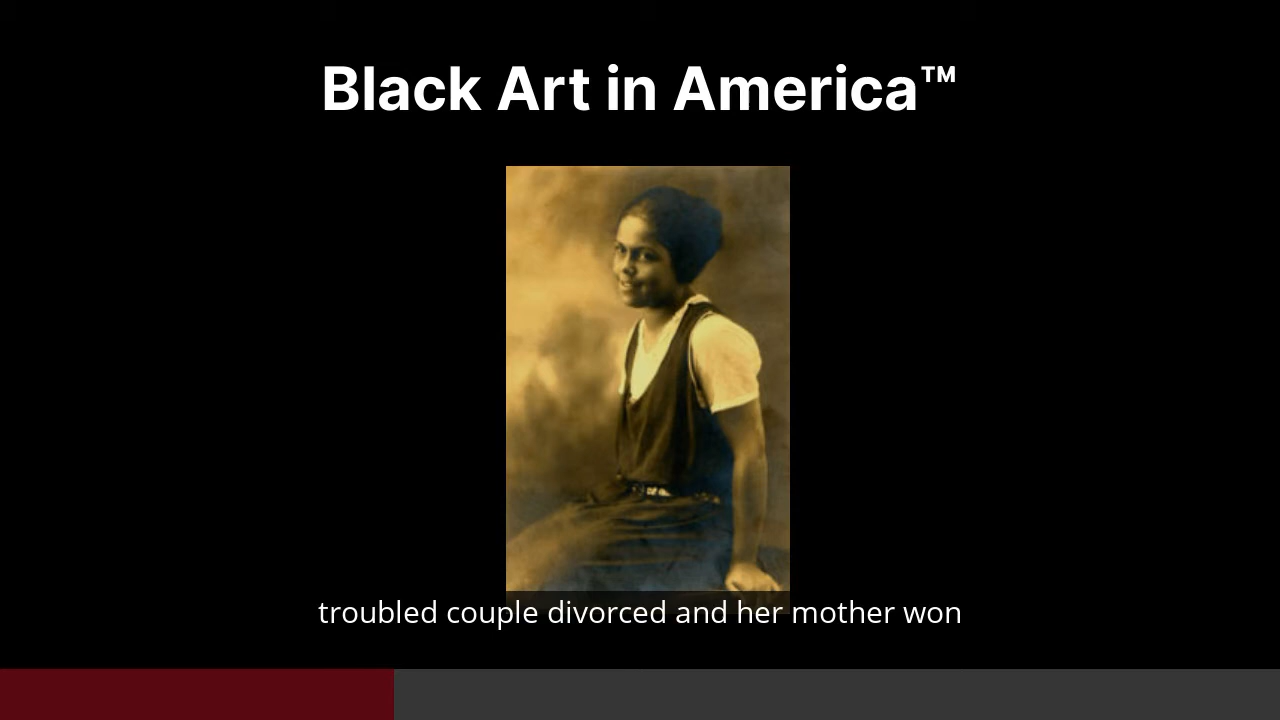 Black Art in America™
troubled couple divorced and her mother won